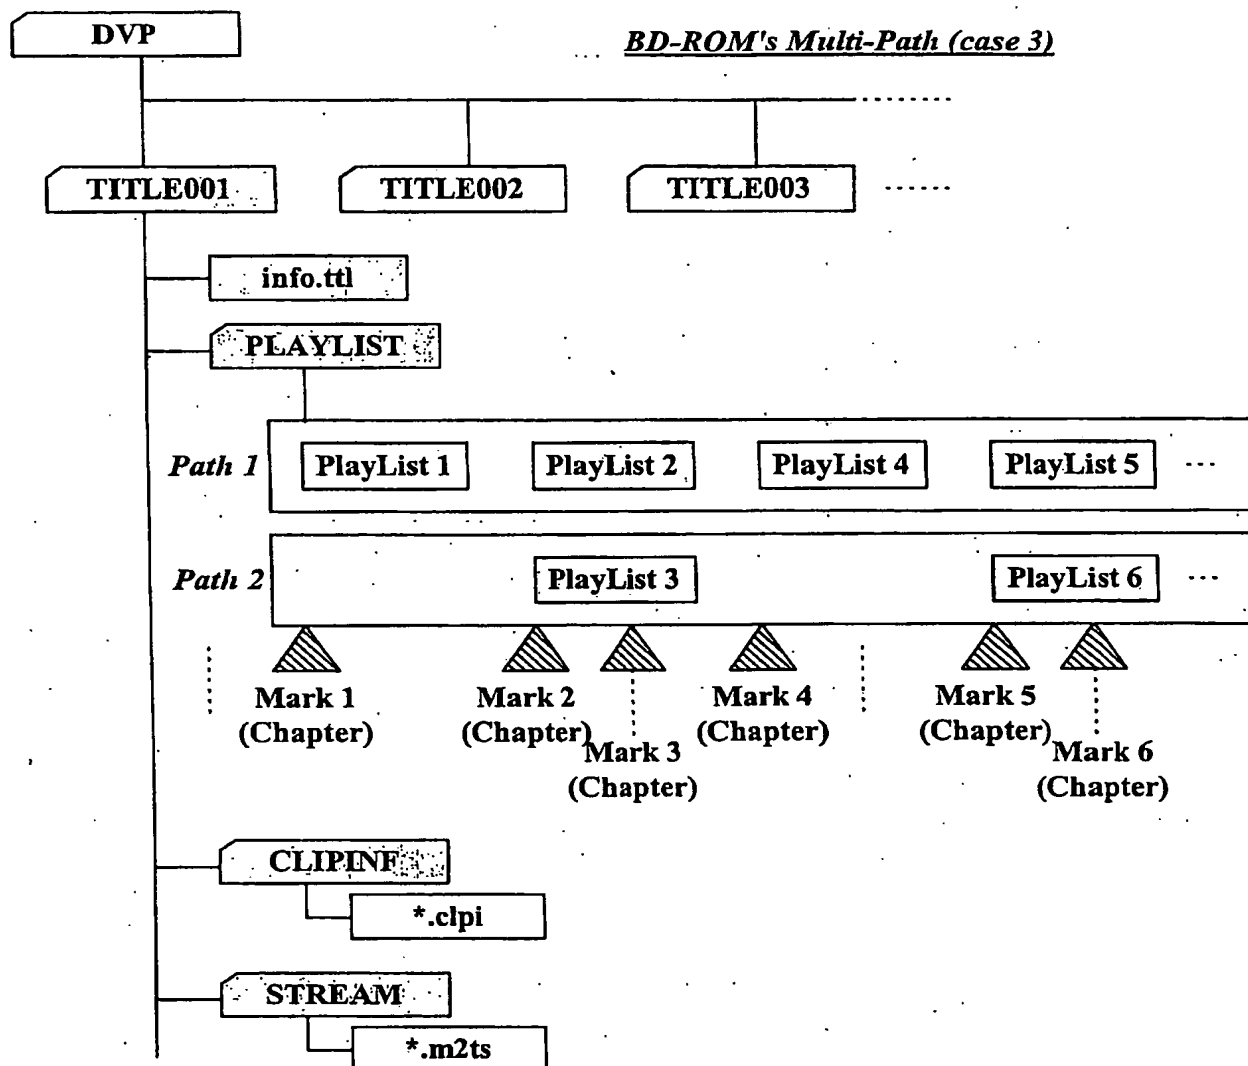 DVP
BD-ROM's Multi-Path (case 3)
TITLE001
TITLE002
TITLE003
info.ttl
PLAYLIST
Path 1
PlayList 1
PlayList 2
PlayList 4
PlayList 5
...
Path 2
PlayList 3
PlayList 6
...
Mark 1
(Chapter)
Mark 2
(Chapter)
Mark 3
(Chapter)
Mark 4
(Chapter)
Mark 5
(Chapter)
Mark 6
(Chapter)
CLIPINF
*.clpi
STREAM
*.m2ts